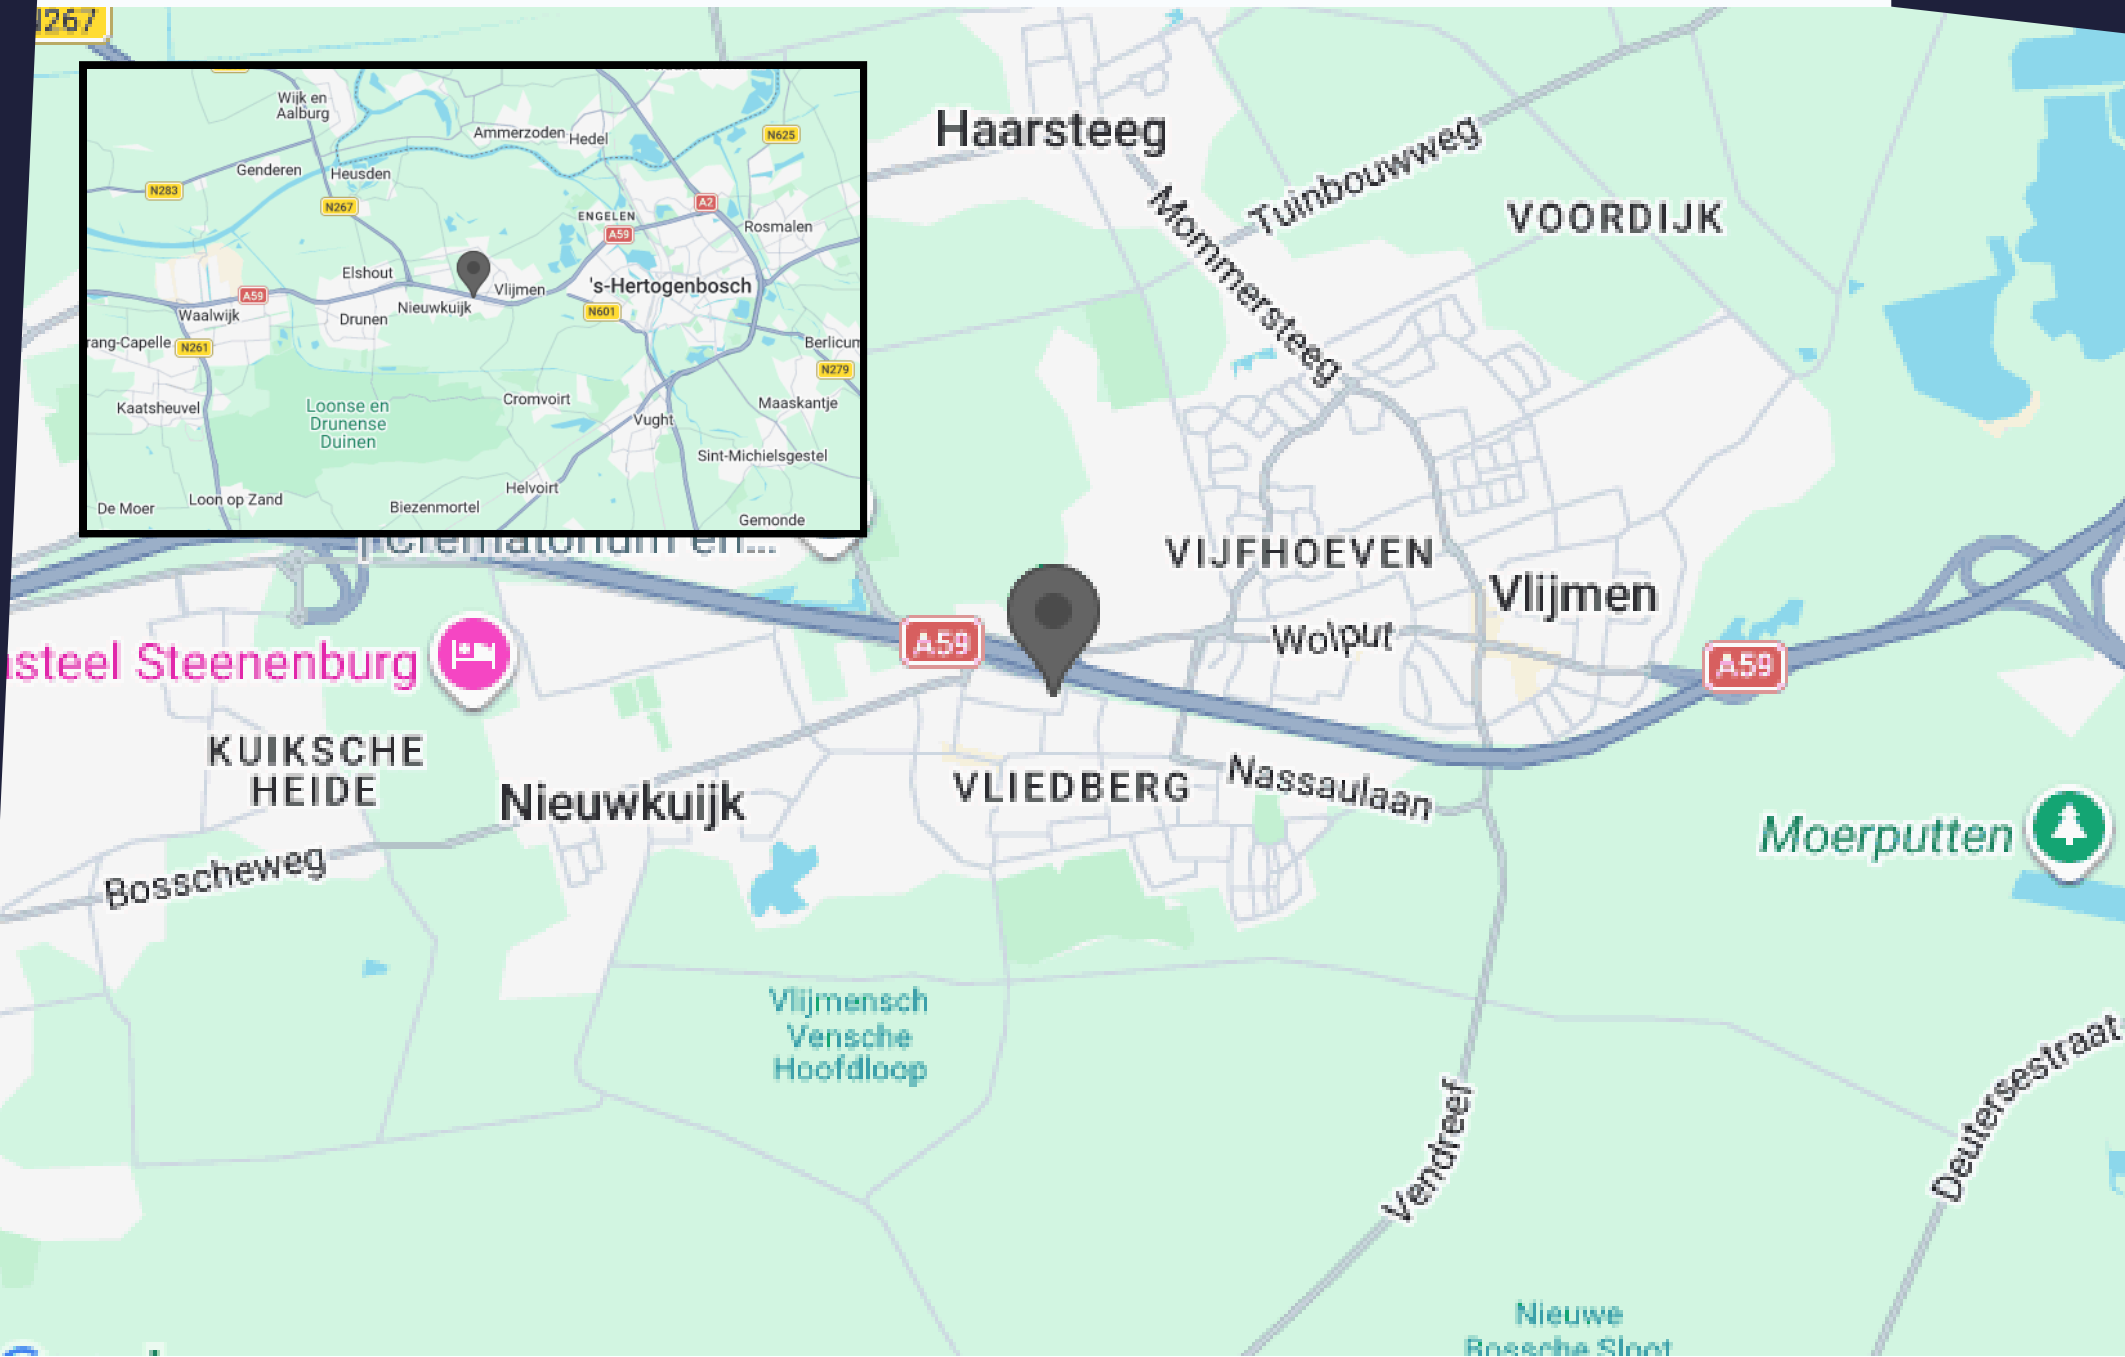 N267
Wijk en
Aalburg
Ammerzoden
Hedel
N625
Genderen
Heusden
N283
N267
A2
ENGELEN
A59
Rosmalen
Elshout
Vlijmen
's-Hertogenbosch
A59
Nieuwkuijk
N601
Waalwijk
Drunen
rang-Capelle
N261
Berlicum
N279
Kaatsheuvel
Loonse en
Drunense
Duinen
Cromvoirt
Maaskantje
Vught
Sint-Michielsgestel
Helvoirt
De Moer
Loon op Zand
Biezenmortel
Gemonde
Haarsteeg
Tuinbouwweg
Mommersteeg
VOORDIJK
Crematorium en...
VIJFHOEVEN
Vlijmen
A59
Wolput
A59
steel Steenenburg
KUIKSCHE
HEIDE
Nieuwkuijk
VLIEDBERG
Nassaulaan
Moerputten
Bosscheweg
Vlijmensch
Vensche
Hoofdloop
Vendreef
Deutersestraat
Nieuwe
Bossche Sloot